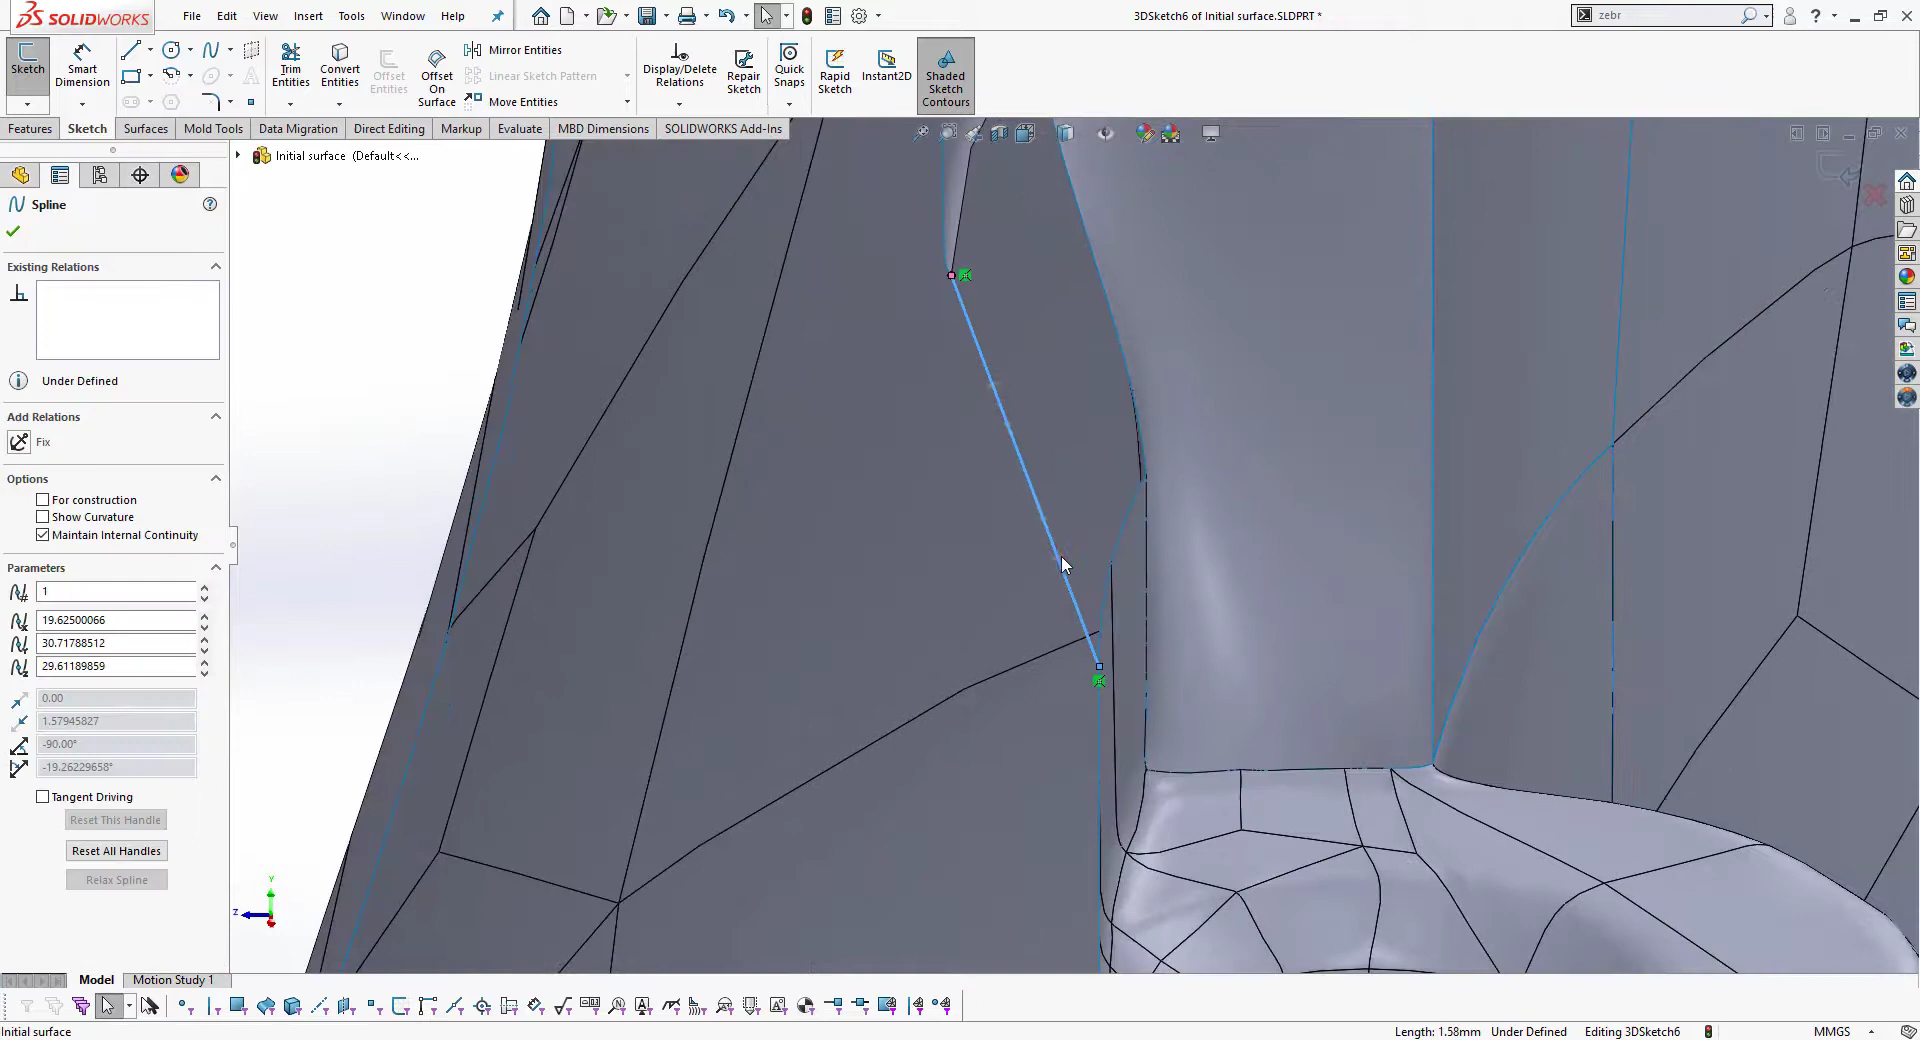 SOLIDWORKS File Edit View Insert Tools Window Help 3DSketch6 of Initial surface.SLDPRT * zebr
Sketch Smart Dimension Trim Entities Convert Entities Offset Entities Offset On Surface Mirror Entities Linear Sketch Pattern Move Entities Display/Delete Relations Repair Sketch Quick Snaps Rapid Sketch Instant2D Shaded Sketch Contours
Features Sketch Surfaces Mold Tools Data Migration Direct Editing Markup Evaluate MBD Dimensions SOLIDWORKS Add-Ins
Initial surface (Default<<...
Spline
Existing Relations
Under Defined
Add Relations
Fix
Options
For construction
Show Curvature
Maintain Internal Continuity
Parameters
1
19.62500066
30.71788512
29.61189859
0.00
1.57945827
-90.00°
-19.26229658°
Tangent Driving
Reset This Handle
Reset All Handles
Relax Spline
Y
Z
Model Motion Study 1
Initial surface Length: 1.58mm Under Defined Editing 3DSketch6 MMGS